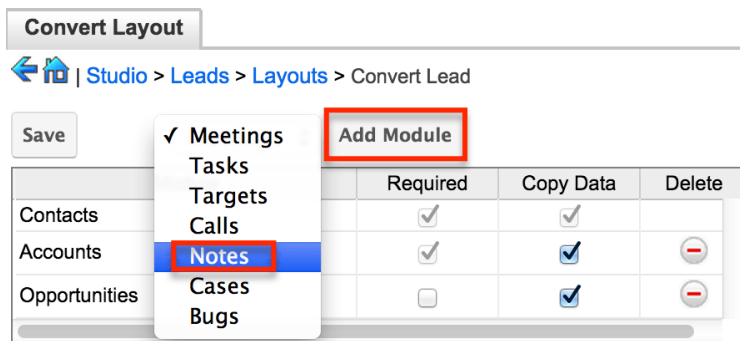 Convert Layout
| Studio > Leads > Layouts > Convert Lead
Save
✓ Meetings
Add Module
Tasks
Targets
Calls
Notes
Cases
Bugs
Required Copy Data Delete
Contacts
Accounts
Opportunities